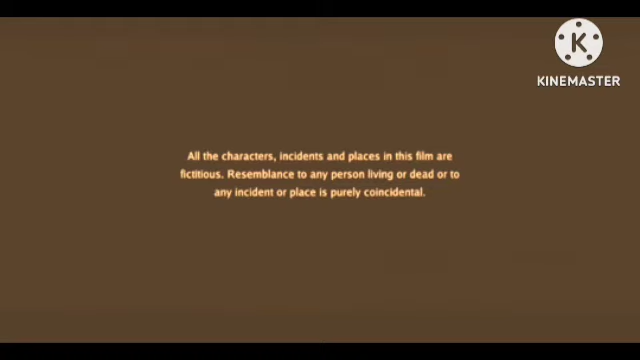 K
KINEMASTER
All the characters, incidents and places in this film are
fictitious. Resemblance to any person living or dead or to
any incident or place is purely coincidental.